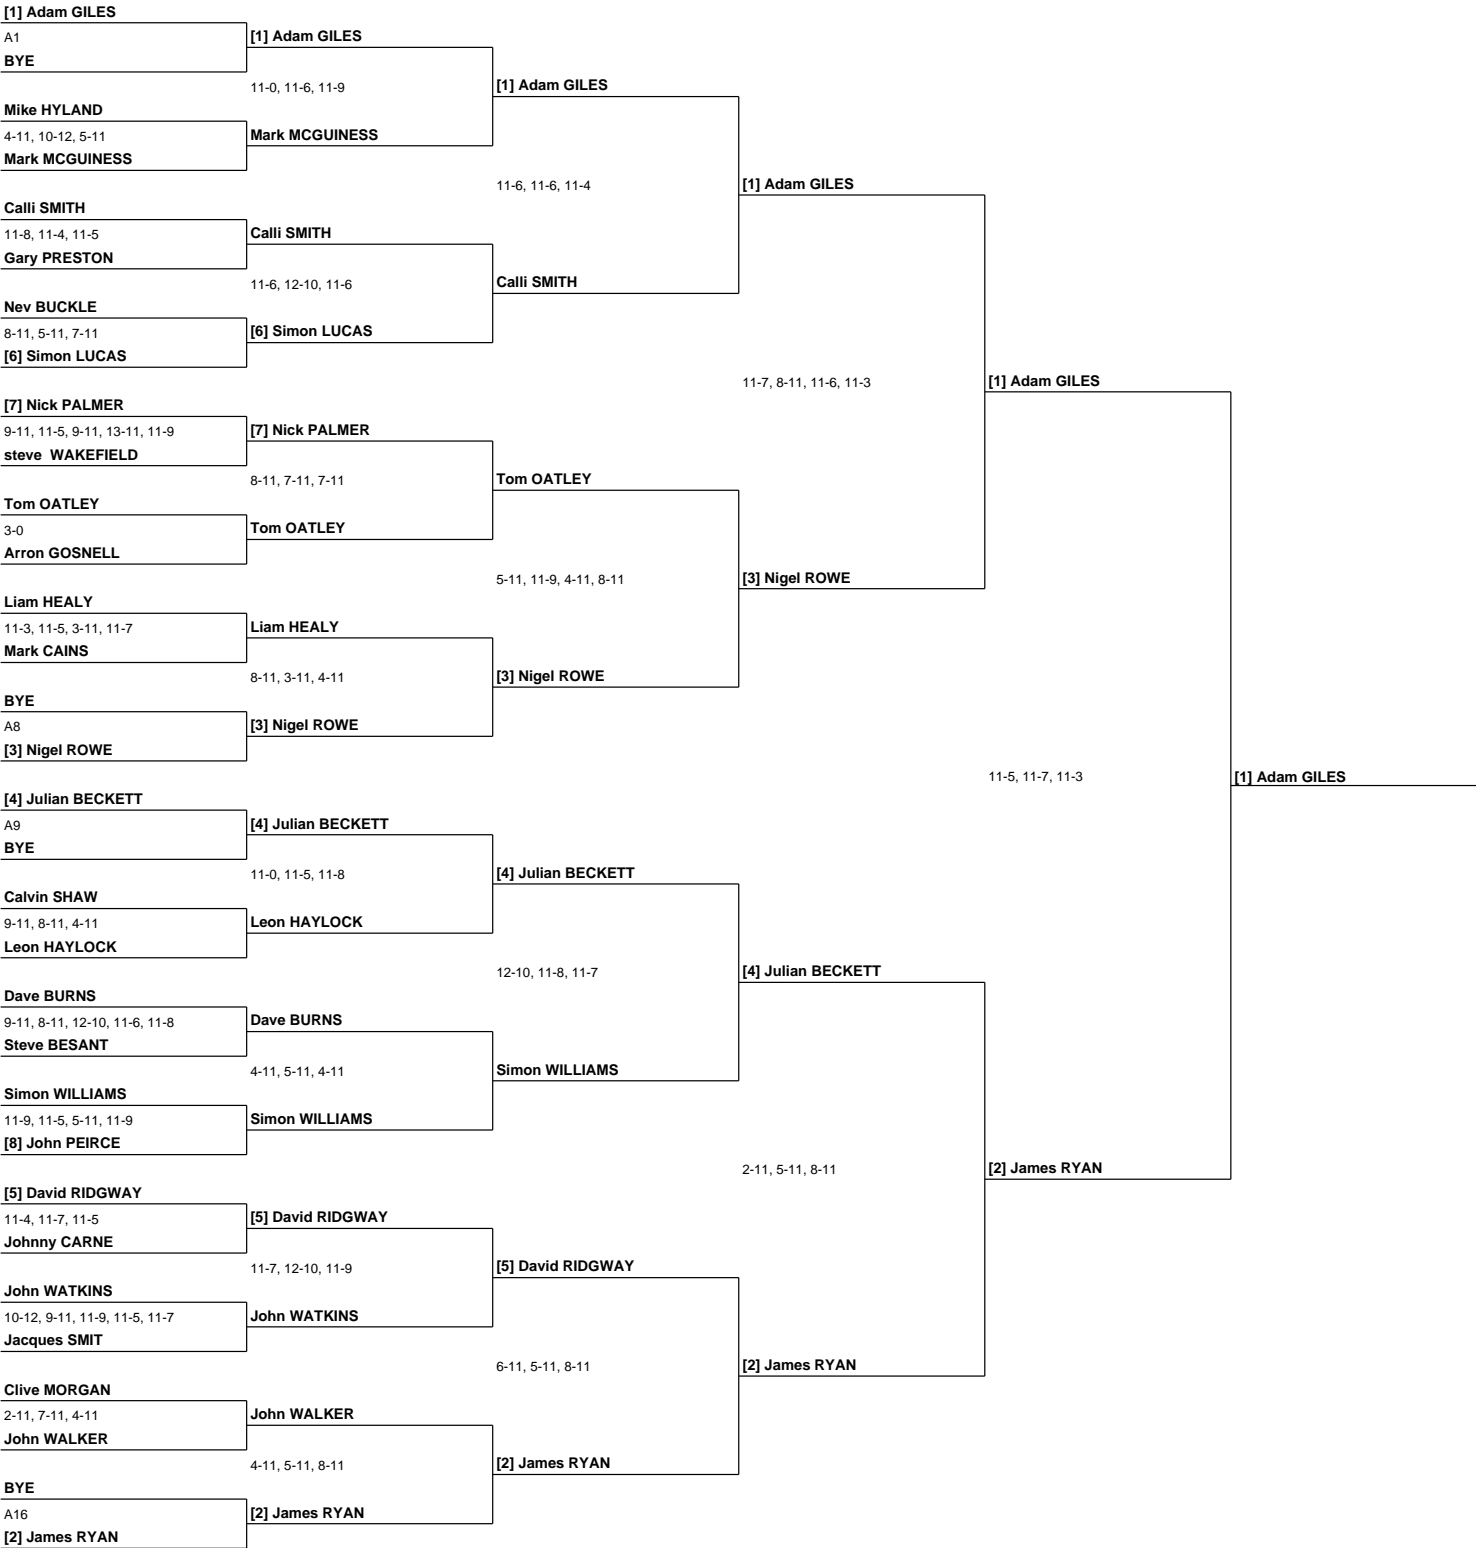 [1] Adam GILES
A1
BYE
Mike HYLAND
4-11, 10-12, 5-11
Mark MCGUINESS
Calli SMITH
11-8, 11-4, 11-5
Gary PRESTON
Nev BUCKLE
8-11, 5-11, 7-11
[6] Simon LUCAS
[7] Nick PALMER
9-11, 11-5, 9-11, 13-11, 11-9
steve  WAKEFIELD
Tom OATLEY
3-0
Arron GOSNELL
Liam HEALY
11-3, 11-5, 3-11, 11-7
Mark CAINS
BYE
A8
[3] Nigel ROWE
[4] Julian BECKETT
A9
BYE
Calvin SHAW
9-11, 8-11, 4-11
Leon HAYLOCK
Dave BURNS
9-11, 8-11, 12-10, 11-6, 11-8
Steve BESANT
Simon WILLIAMS
11-9, 11-5, 5-11, 11-9
[8] John PEIRCE
[5] David RIDGWAY
11-4, 11-7, 11-5
Johnny CARNE
John WATKINS
10-12, 9-11, 11-9, 11-5, 11-7
Jacques SMIT
Clive MORGAN
2-11, 7-11, 4-11
John WALKER
BYE
A16
[2] James RYAN
[1] Adam GILES
11-0, 11-6, 11-9
Mark MCGUINESS
Calli SMITH
11-6, 12-10, 11-6
[6] Simon LUCAS
[7] Nick PALMER
8-11, 7-11, 7-11
Tom OATLEY
Liam HEALY
8-11, 3-11, 4-11
[3] Nigel ROWE
[4] Julian BECKETT
11-0, 11-5, 11-8
Leon HAYLOCK
Dave BURNS
4-11, 5-11, 4-11
Simon WILLIAMS
[5] David RIDGWAY
11-7, 12-10, 11-9
John WATKINS
John WALKER
4-11, 5-11, 8-11
[2] James RYAN
[1] Adam GILES
11-6, 11-6, 11-4
Calli SMITH
Tom OATLEY
5-11, 11-9, 4-11, 8-11
[3] Nigel ROWE
[4] Julian BECKETT
12-10, 11-8, 11-7
Simon WILLIAMS
[5] David RIDGWAY
6-11, 5-11, 8-11
[2] James RYAN
[1] Adam GILES
11-7, 8-11, 11-6, 11-3
[3] Nigel ROWE
[4] Julian BECKETT
2-11, 5-11, 8-11
[2] James RYAN
[1] Adam GILES
11-5, 11-7, 11-3
[2] James RYAN
[1] Adam GILES